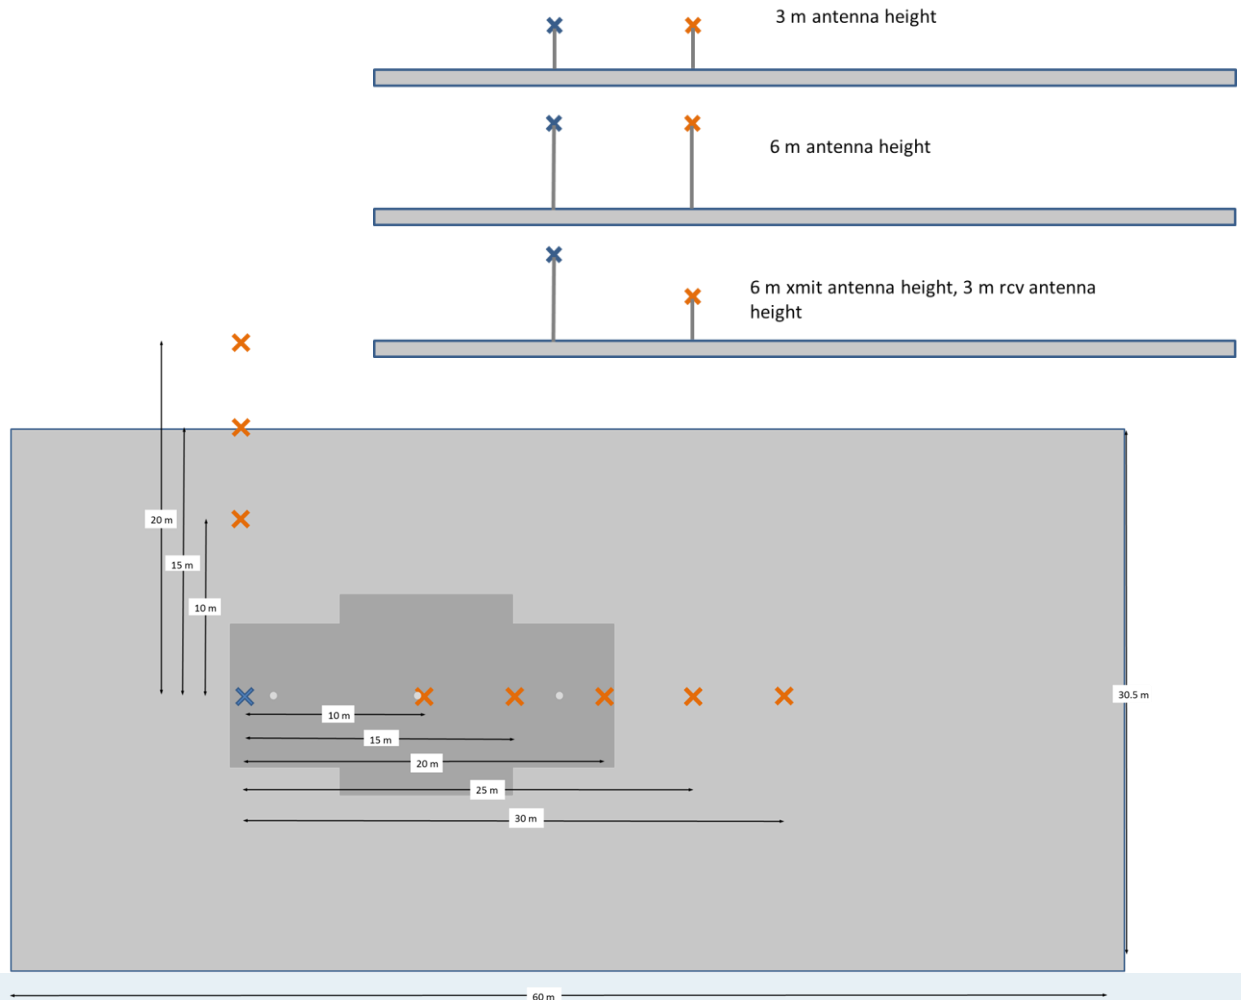 3 m antenna height
6 m antenna height
6 m xmit antenna height, 3 m rcv antenna
height
20 m
15 m
10 m
30.5 m
10 m
15 m
20 m
25 m
30 m
60 m